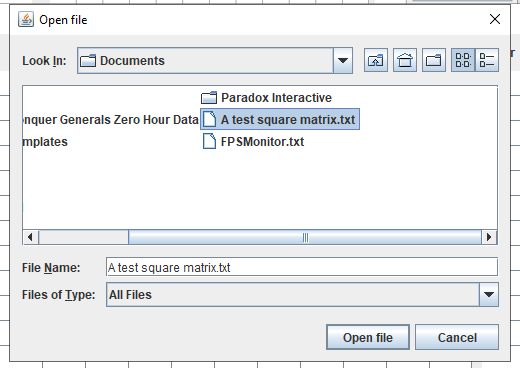 Open file
Look In:
Documents
Paradox Interactive
onquer Generals Zero Hour Data
A test square matrix.txt
mplates
FPSMonitor.txt
File Name:
A test square matrix.txt
Files of Type:
All Files
Open file
Cancel